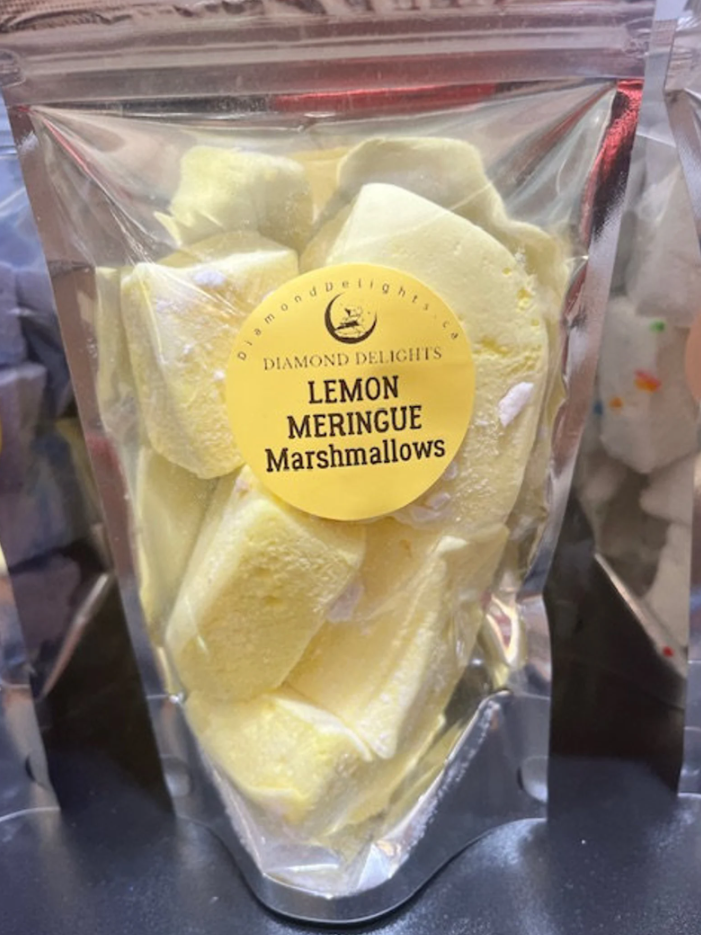 DiamondDelights.ca
DIAMOND DELIGHTS
LEMON
MERINGUE
Marshmallows